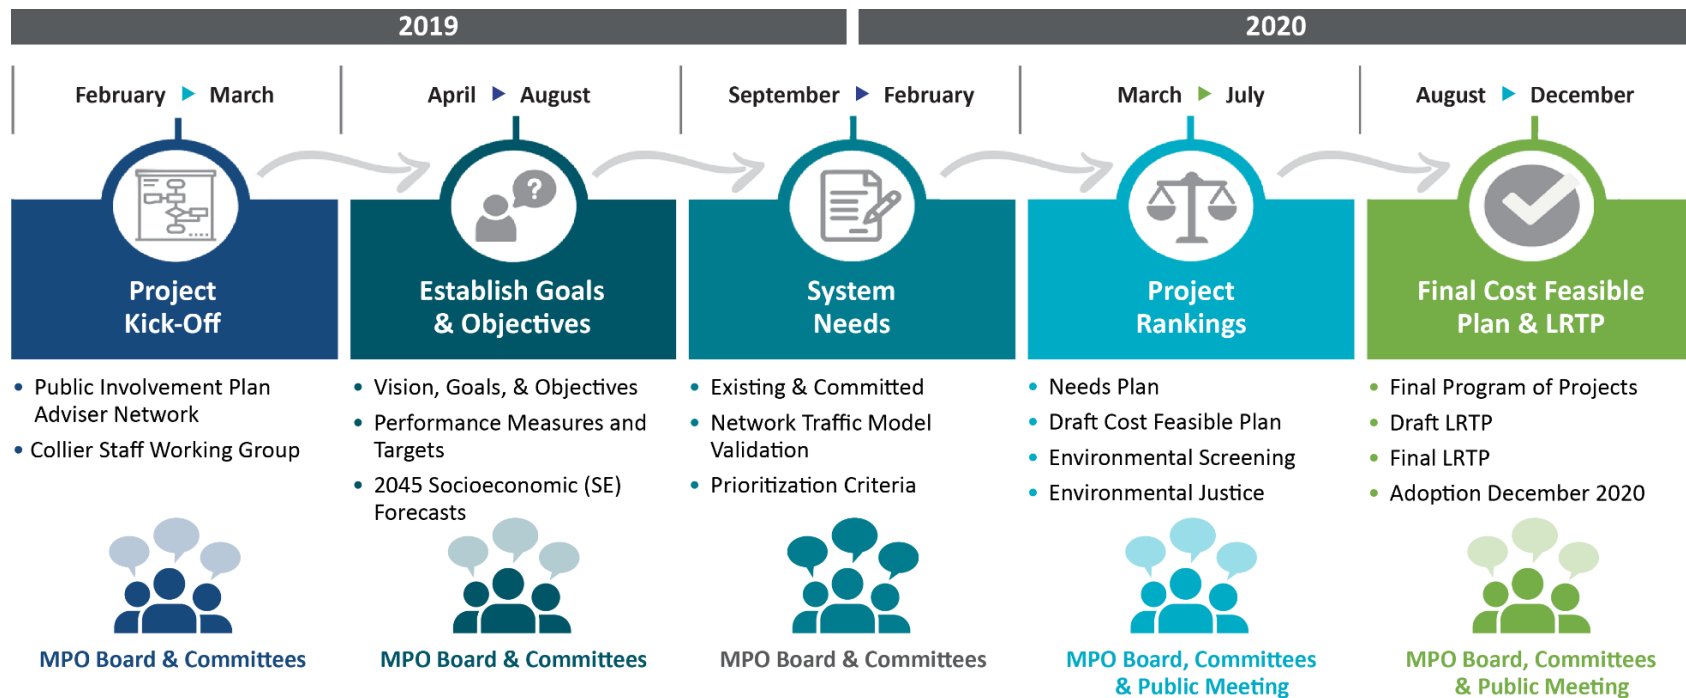 2019
2020
February ▶ March
April ▶ August
September ▶ February
March ▶ July
August ▶ December
?
Project
Kick-Off
Establish Goals
& Objectives
System
Needs
Project
Rankings
Final Cost Feasible
Plan & LRTP
• Public Involvement Plan
Adviser Network
• Collier Staff Working Group
• Vision, Goals, & Objectives
• Performance Measures and
Targets
• 2045 Socioeconomic (SE)
Forecasts
• Existing & Committed
• Network Traffic Model
Validation
• Prioritization Criteria
• Needs Plan
• Draft Cost Feasible Plan
• Environmental Screening
• Environmental Justice
• Final Program of Projects
• Draft LRTP
• Final LRTP
• Adoption December 2020
MPO Board & Committees
MPO Board & Committees
MPO Board & Committees
MPO Board, Committees
& Public Meeting
MPO Board, Committees
& Public Meeting